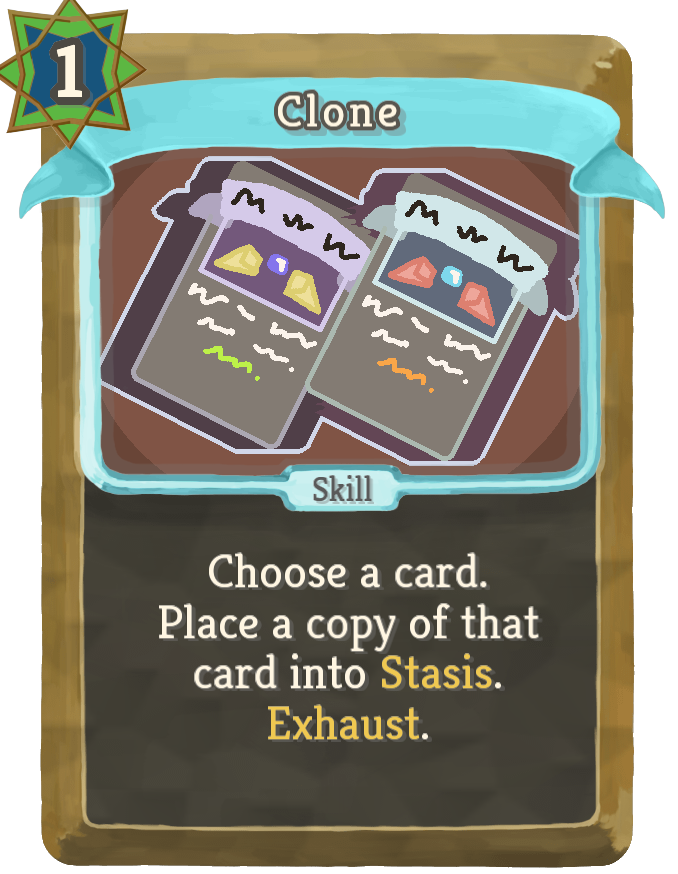 1
Clone
Skill
Choose a card.
Place a copy of that
card into Stasis.
Exhaust.